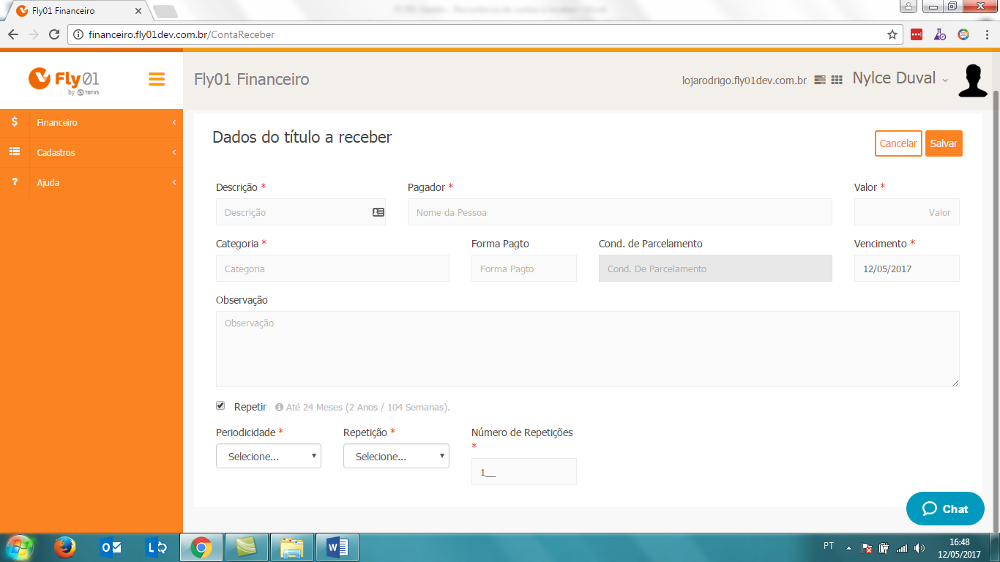 Fly01 Financeiro
financeiro.fly01dev.com.br/ContaReceber
Fly01
by TOTVS
Fly01 Financeiro
lojarodrigo.fly01dev.com.br
Nylce Duval
Financeiro
Cadastros
Ajuda
Dados do título a receber
Cancelar
Salvar
Descrição * Pagador * Valor *
Descrição Nome da Pessoa Valor
Categoria * Forma Pagto Cond. de Parcelamento Vencimento *
Categoria Forma Pagto Cond. De Parcelamento 12/05/2017
Observação
Observação
Repetir Até 24 Meses (2 Anos / 104 Semanas).
Periodicidade * Repetição * Número de Repetições
*
Selecione... Selecione...
1__
Chat
PT
16:48
12/05/2017